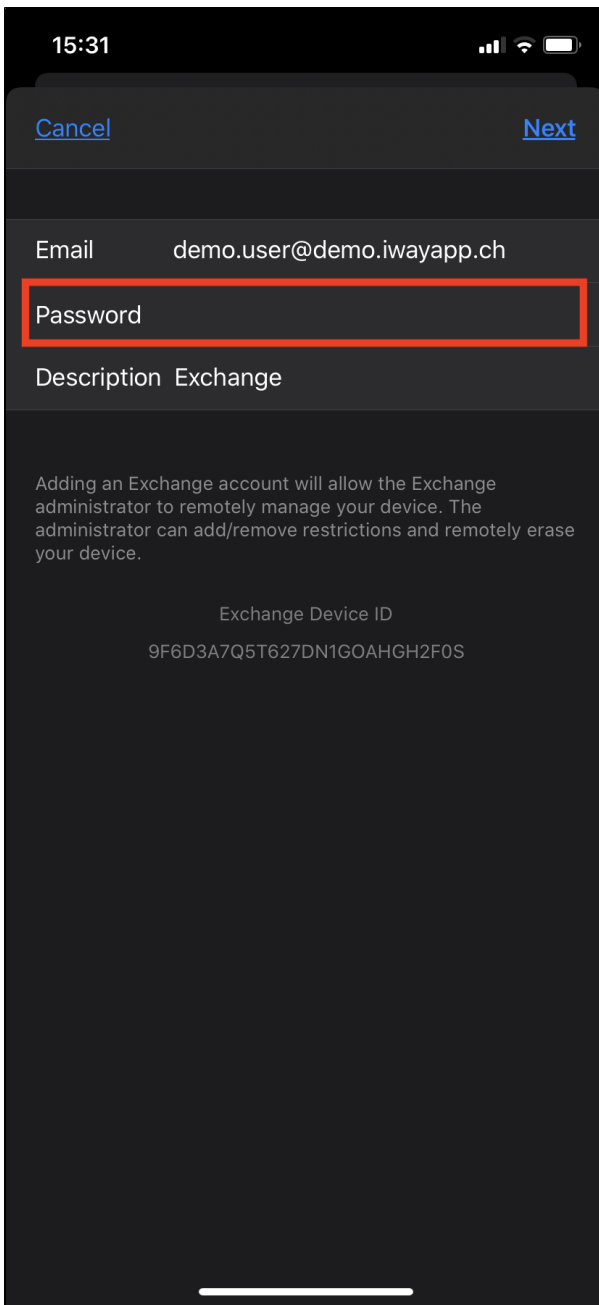 15:31
Cancel Next
Email demo.user@demo.iwayapp.ch
Password
Description Exchange
Adding an Exchange account will allow the Exchange
administrator to remotely manage your device. The
administrator can add/remove restrictions and remotely erase
your device.
Exchange Device ID
9F6D3A7Q5T627DN1GOAHGH2F0S